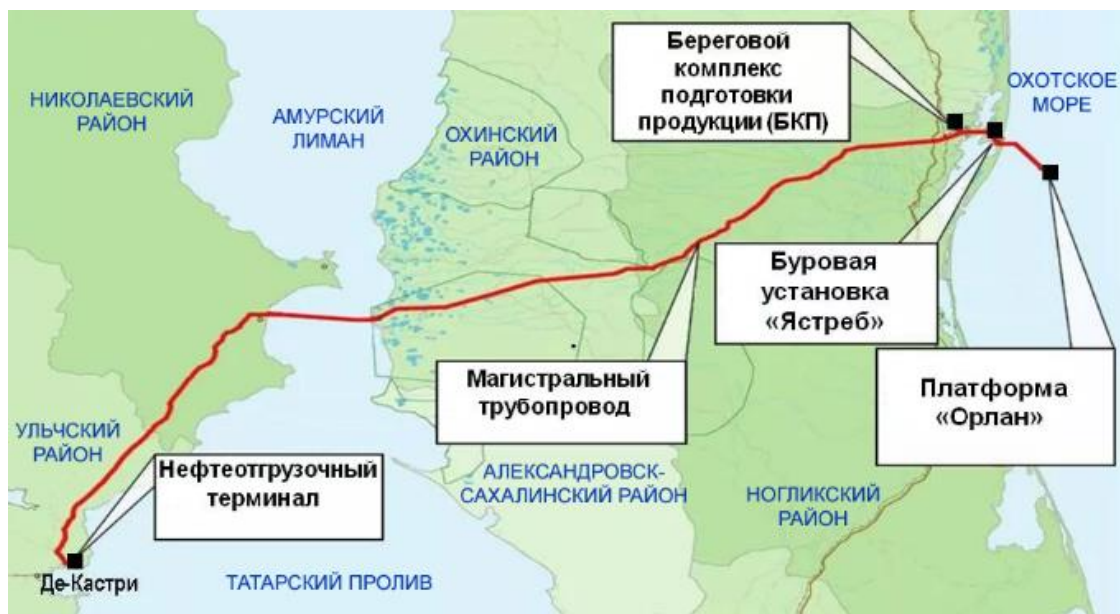 Береговой
комплекс
подготовки
продукции (БКП)
ОХОТСКОЕ
МОРЕ
НИКОЛАЕВСКИЙ
РАЙОН
АМУРСКИЙ
ЛИМАН
ОХИНСКИЙ
РАЙОН
Буровая
установка
«Ястреб»
Магистральный
трубопровод
Платформа
«Орлан»
УЛЬЧСКИЙ
РАЙОН
Нефтеотгрузочный
терминал
АЛЕКСАНДРОВСК-
САХАЛИНСКИЙ РАЙОН
НОГЛИКСКИЙ
РАЙОН
Де-Кастри
ТАТАРСКИЙ ПРОЛИВ